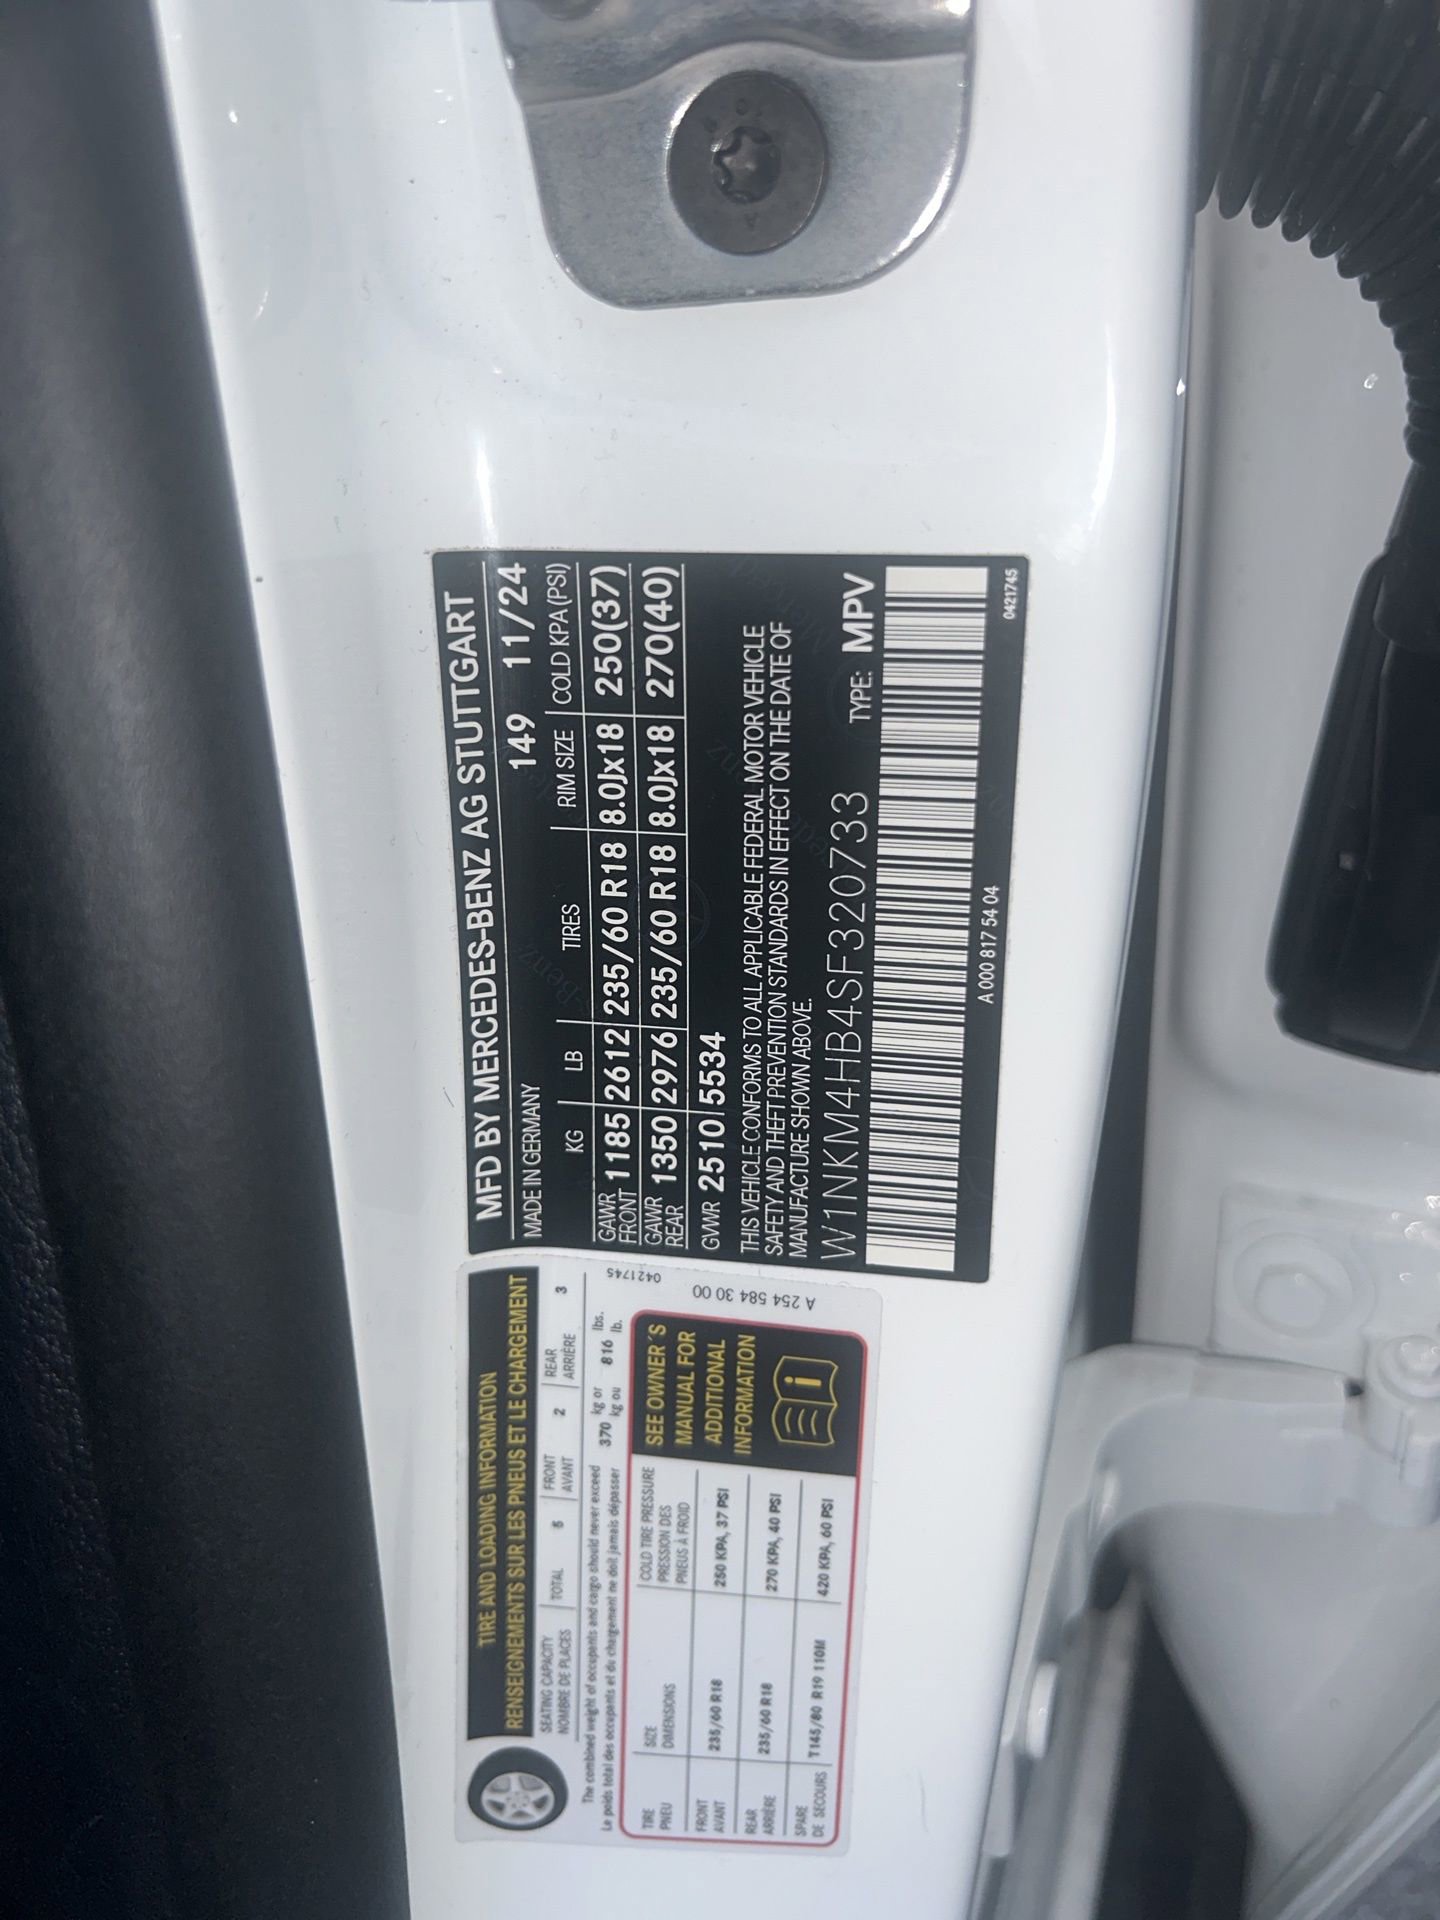 MFD BY MERCEDES-BENZ AG STUTTGART
MADE IN GERMANY 149 11/24
KG LB TIRES RIM SIZE COLD KPA (PSI)
GAWR FRONT 1185 2612 235/60 R18 8.0Jx18 250(37)
GAWR REAR 1350 2976 235/60 R18 8.0Jx18 270(40)
GVWR 2510 5534
THIS VEHICLE CONFORMS TO ALL APPLICABLE FEDERAL MOTOR VEHICLE
SAFETY AND THEFT PREVENTION STANDARDS IN EFFECT ON THE DATE OF
MANUFACTURE SHOWN ABOVE.
W1NKM4HB4SF320733 TYPE: MPV
A 000 817 54 04
0421745
TIRE AND LOADING INFORMATION
RENSEIGNEMENTS SUR LES PNEUS ET LE CHARGEMENT
SEATING CAPACITY TOTAL 5 FRONT 2 REAR 3
NOMBRE DE PLACES AVANT ARRIÈRE
The combined weight of occupants and cargo should never exceed 370 kg or 816 lbs.
Le poids total des occupants et du chargement ne doit jamais dépasser kg ou lb.
TIRE SIZE COLD TIRE PRESSURE
PNEU DIMENSIONS PRESSION DES
PNEUS À FROID
FRONT 235/60 R18 250 KPA, 37 PSI
AVANT
REAR 235/60 R18 270 KPA, 40 PSI
ARRIÈRE
SPARE T145/80 R19 110M 420 KPA, 60 PSI
DE SECOURS
SEE OWNER'S
MANUAL FOR
ADDITIONAL
INFORMATION
0421745
A 254 584 30 00